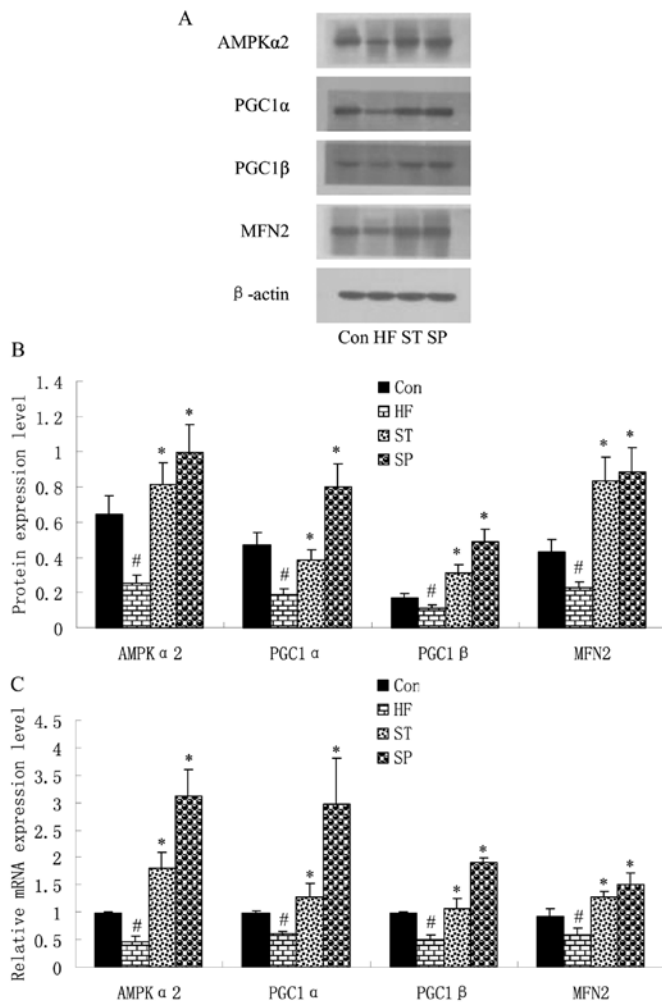 A
AMPKα2
PGC1α
PGC1β
MFN2
β-actin
Con HF ST SP
B
Protein expression level
1.4
1.2
1
0.8
0.6
0.4
0.2
0
Con
HF
ST
SP
# * *
# * *
# * *
# * *
AMPKα2 PGC1α PGC1β MFN2
C
Relative mRNA expression level
5
4.5
4
3.5
3
2.5
2
1.5
1
0.5
0
Con
HF
ST
SP
# * *
# * *
# * *
# * *
AMPKα2 PGC1α PGC1β MFN2